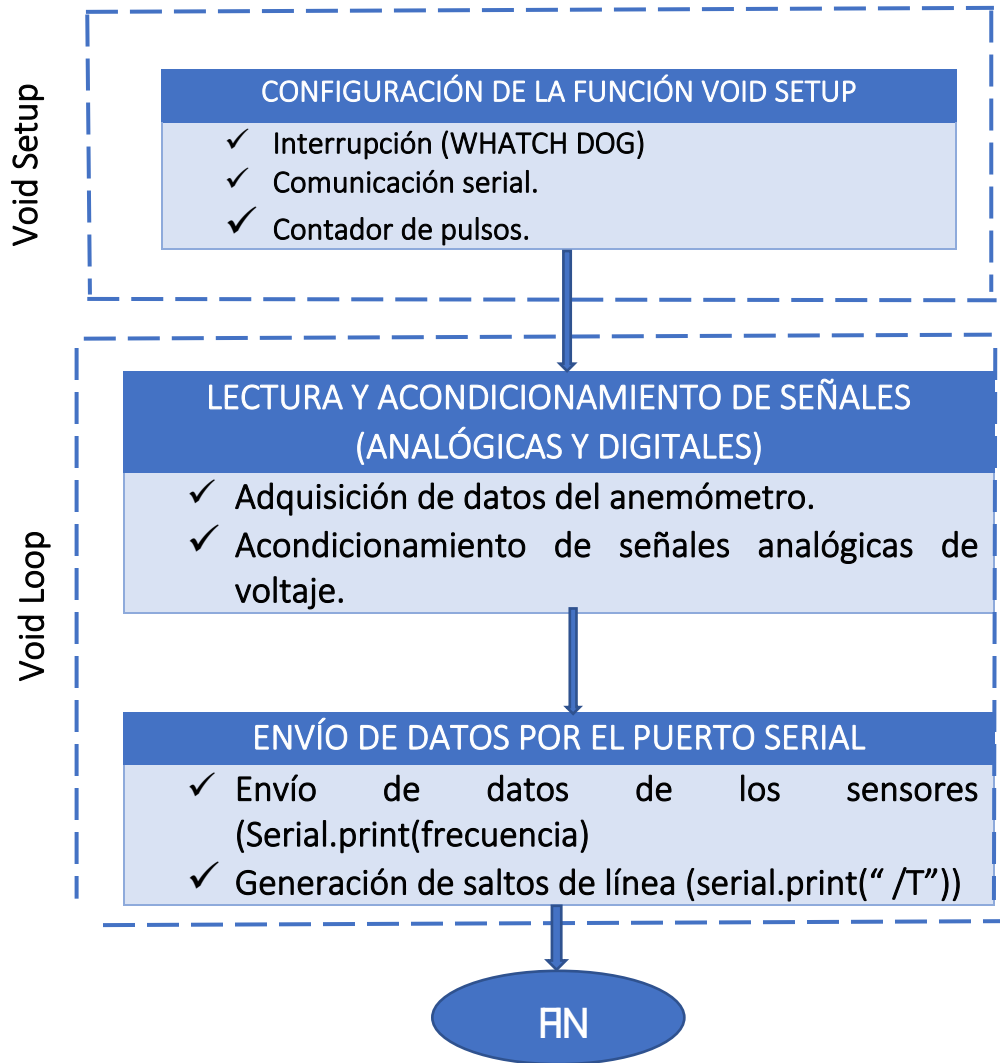 Void Setup
CONFIGURACIÓN DE LA FUNCIÓN VOID SETUP
✓ Interrupción (WHATCH DOG)
✓ Comunicación serial.
✓ Contador de pulsos.
Void Loop
LECTURA Y ACONDICIONAMIENTO DE SEÑALES
(ANALÓGICAS Y DIGITALES)
✓ Adquisición de datos del anemómetro.
✓ Acondicionamiento de señales analógicas de
voltaje.
ENVÍO DE DATOS POR EL PUERTO SERIAL
✓ Envío de datos de los sensores
(Serial.print(frecuencia)
✓ Generación de saltos de línea (serial.print(“ /T”))
FIN